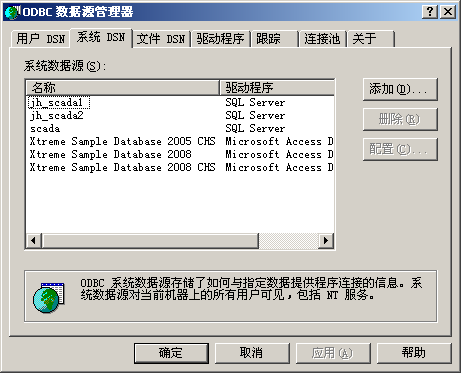 ODBC 数据源管理器
用户 DSN 系统 DSN 文件 DSN 驱动程序 跟踪 连接池 关于
系统数据源(S):
名称 驱动程序
jh_scada1 SQL Server
jh_scada2 SQL Server
scada SQL Server
Xtreme Sample Database 2005 CHS Microsoft Access D
Xtreme Sample Database 2008 Microsoft Access D
Xtreme Sample Database 2008 CHS Microsoft Access D
添加(D)...
删除(R)
配置(C)...
ODBC 系统数据源存储了如何与指定数据提供程序连接的信息。系
统数据源对当前机器上的所有用户可见，包括 NT 服务。
确定 取消 应用(A) 帮助